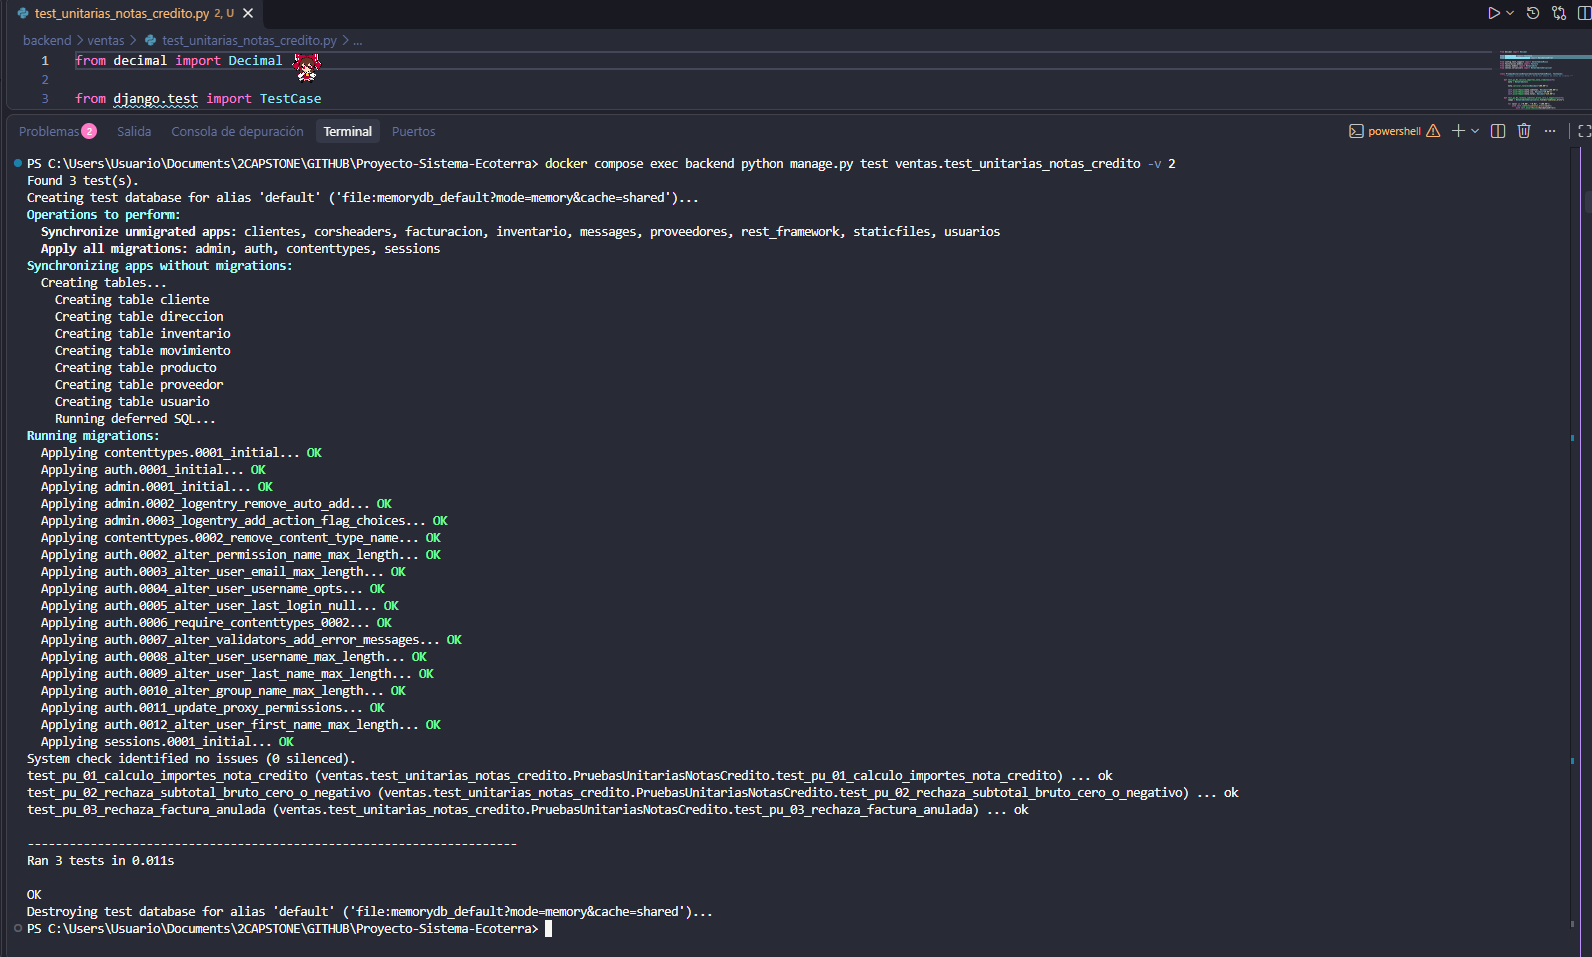 test_unitarias_notas_credito.py 2, U
backend > ventas > test_unitarias_notas_credito.py > ...
1 from decimal import Decimal
2
3 from django.test import TestCase
Problemas 2 Salida Consola de depuración Terminal Puertos
powershell
PS C:\Users\Usuario\Documents\2CAPSTONE\GITHUB\Proyecto-Sistema-Ecoterra> docker compose exec backend python manage.py test ventas.test_unitarias_notas_credito -v 2
Found 3 test(s).
Creating test database for alias 'default' ('file:memorydb_default?mode=memory&cache=shared')...
Operations to perform:
  Synchronize unmigrated apps: clientes, corsheaders, facturacion, inventario, messages, proveedores, rest_framework, staticfiles, usuarios
  Apply all migrations: admin, auth, contenttypes, sessions
Synchronizing apps without migrations:
  Creating tables...
    Creating table cliente
    Creating table direccion
    Creating table inventario
    Creating table movimiento
    Creating table producto
    Creating table proveedor
    Creating table usuario
    Running deferred SQL...
Running migrations:
  Applying contenttypes.0001_initial... OK
  Applying auth.0001_initial... OK
  Applying admin.0001_initial... OK
  Applying admin.0002_logentry_remove_auto_add... OK
  Applying admin.0003_logentry_add_action_flag_choices... OK
  Applying contenttypes.0002_remove_content_type_name... OK
  Applying auth.0002_alter_permission_name_max_length... OK
  Applying auth.0003_alter_user_email_max_length... OK
  Applying auth.0004_alter_user_username_opts... OK
  Applying auth.0005_alter_user_last_login_null... OK
  Applying auth.0006_require_contenttypes_0002... OK
  Applying auth.0007_alter_validators_add_error_messages... OK
  Applying auth.0008_alter_user_username_max_length... OK
  Applying auth.0009_alter_user_last_name_max_length... OK
  Applying auth.0010_alter_group_name_max_length... OK
  Applying auth.0011_update_proxy_permissions... OK
  Applying auth.0012_alter_user_first_name_max_length... OK
  Applying sessions.0001_initial... OK
System check identified no issues (0 silenced).
test_pu_01_calculo_importes_nota_credito (ventas.test_unitarias_notas_credito.PruebasUnitariasNotasCredito.test_pu_01_calculo_importes_nota_credito) ... ok
test_pu_02_rechaza_subtotal_bruto_cero_o_negativo (ventas.test_unitarias_notas_credito.PruebasUnitariasNotasCredito.test_pu_02_rechaza_subtotal_bruto_cero_o_negativo) ... ok
test_pu_03_rechaza_factura_anulada (ventas.test_unitarias_notas_credito.PruebasUnitariasNotasCredito.test_pu_03_rechaza_factura_anulada) ... ok
----------------------------------------------------------------------
Ran 3 tests in 0.011s
OK
Destroying test database for alias 'default' ('file:memorydb_default?mode=memory&cache=shared')...
PS C:\Users\Usuario\Documents\2CAPSTONE\GITHUB\Proyecto-Sistema-Ecoterra>